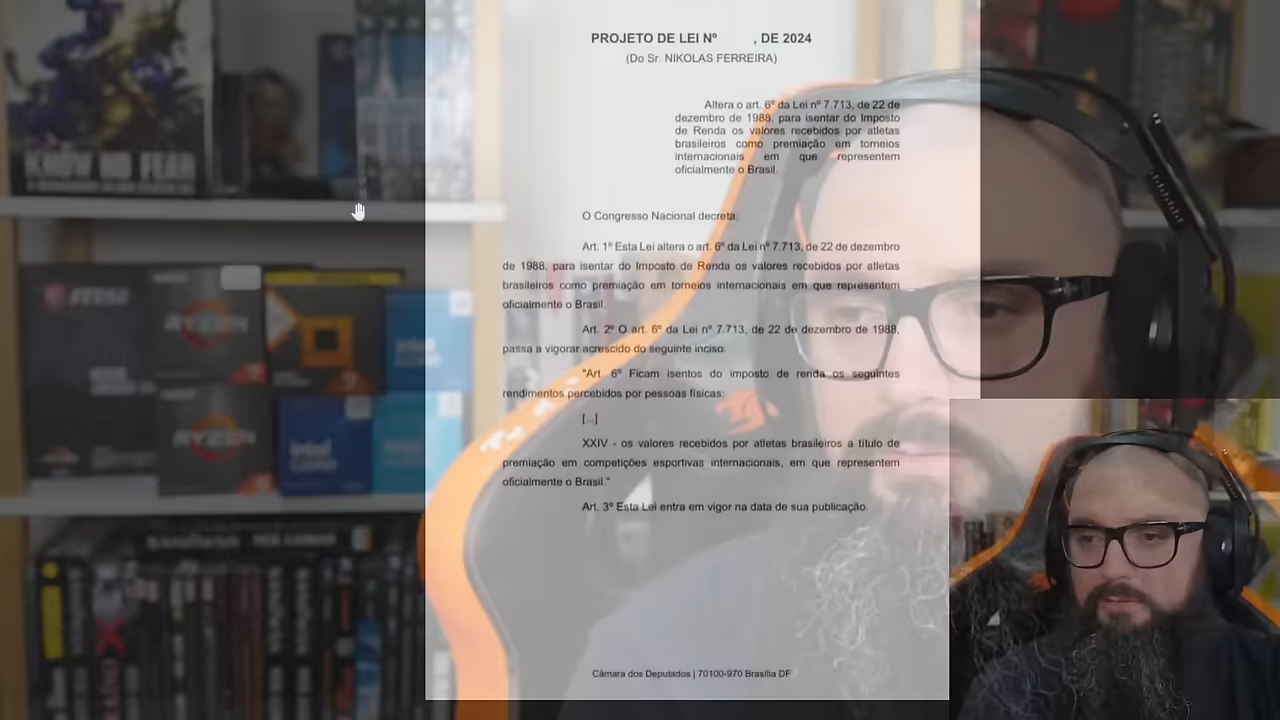 PROJETO DE LEI Nº , DE 2024
(Do Sr. NIKOLAS FERREIRA)
Altera o art. 6º da Lei nº 7.713, de 22 de
dezembro de 1988, para isentar do Imposto
de Renda os valores recebidos por atletas
brasileiros como premiação em torneios
internacionais em que representem
oficialmente o Brasil.
O Congresso Nacional decreta:
Art. 1º Esta Lei altera o art. 6º da Lei nº 7.713, de 22 de dezembro
de 1988, para isentar do Imposto de Renda os valores recebidos por atletas
brasileiros como premiação em torneios internacionais em que representem
oficialmente o Brasil.
Art. 2º O art. 6º da Lei nº 7.713, de 22 de dezembro de 1988,
passa a vigorar acrescido do seguinte inciso:
"Art. 6º Ficam isentos do imposto de renda os seguintes
rendimentos percebidos por pessoas físicas:
[...]
XXIV - os valores recebidos por atletas brasileiros a título de
premiação em competições esportivas internacionais, em que representem
oficialmente o Brasil."
Art. 3º Esta Lei entra em vigor na data de sua publicação.
Câmara dos Deputados | 70100-970 Brasília DF
KNOW NO FEAR
RYZEN
RYZEN
intel
intel